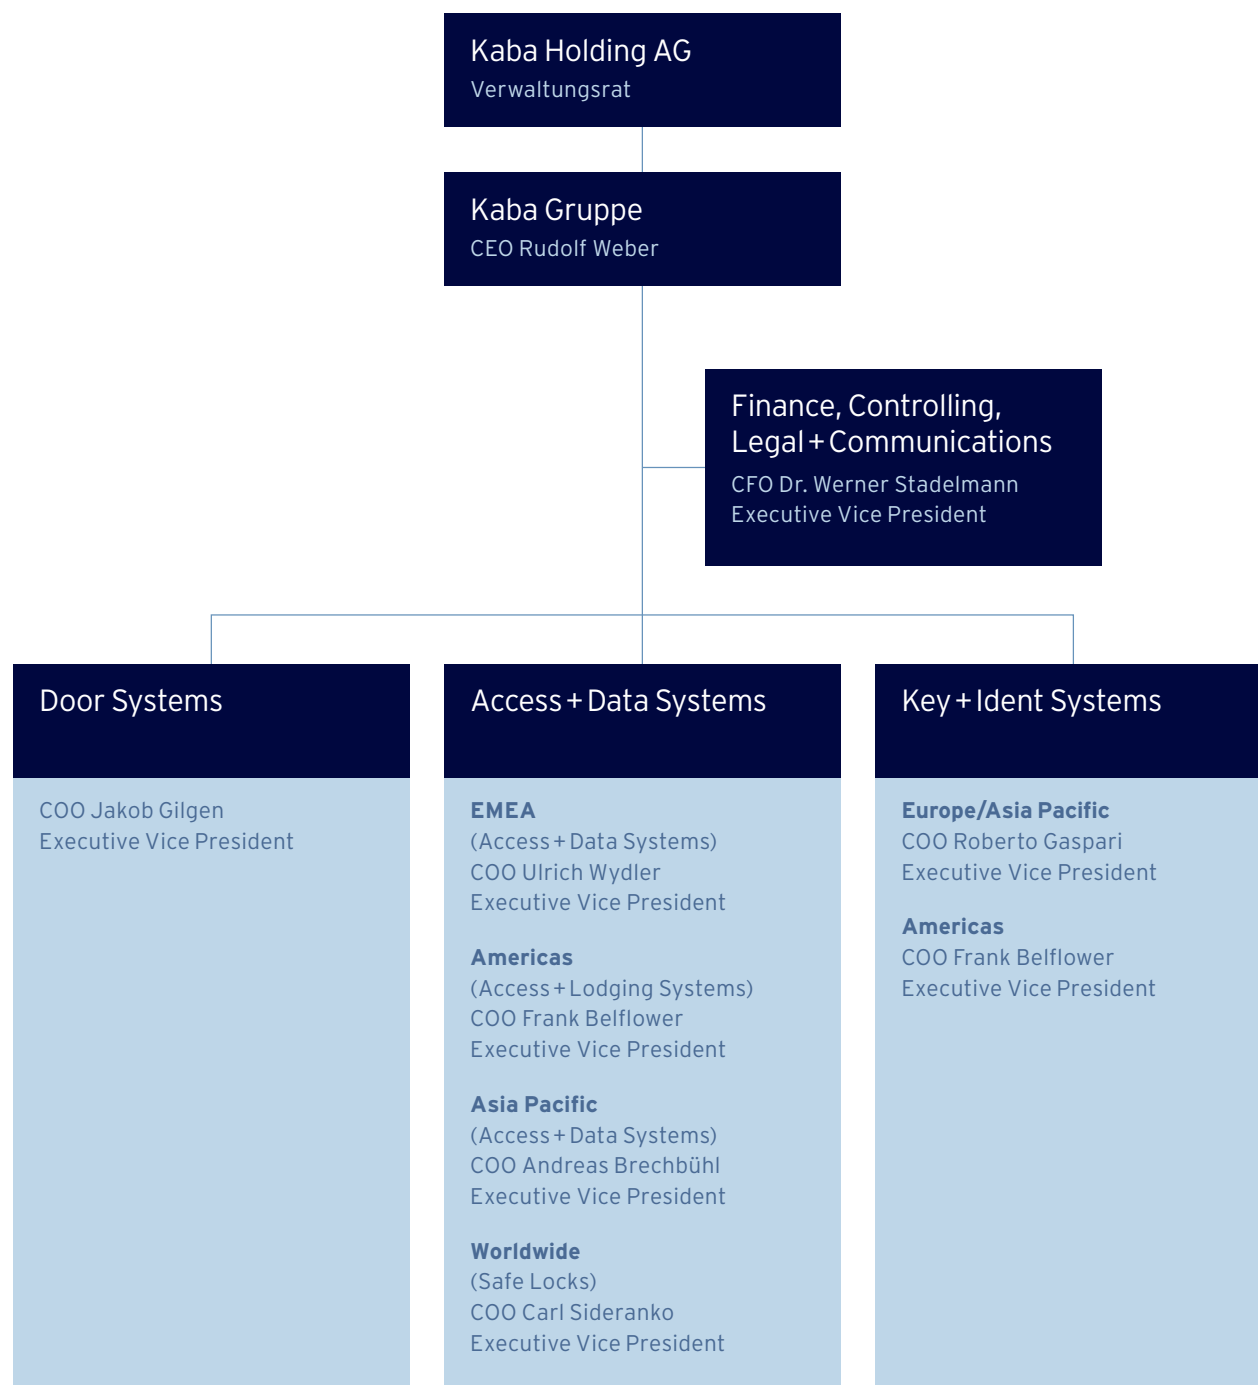 Kaba Holding AG
Verwaltungsrat
Kaba Gruppe
CEO Rudolf Weber
Finance, Controlling,
Legal + Communications
CFO Dr. Werner Stadelmann
Executive Vice President
Door Systems
COO Jakob Gilgen
Executive Vice President
Access + Data Systems
EMEA
(Access + Data Systems)
COO Ulrich Wydler
Executive Vice President
Americas
(Access + Lodging Systems)
COO Frank Belflower
Executive Vice President
Asia Pacific
(Access + Data Systems)
COO Andreas Brechbühl
Executive Vice President
Worldwide
(Safe Locks)
COO Carl Sideranko
Executive Vice President
Key + Ident Systems
Europe/Asia Pacific
COO Roberto Gaspari
Executive Vice President
Americas
COO Frank Belflower
Executive Vice President